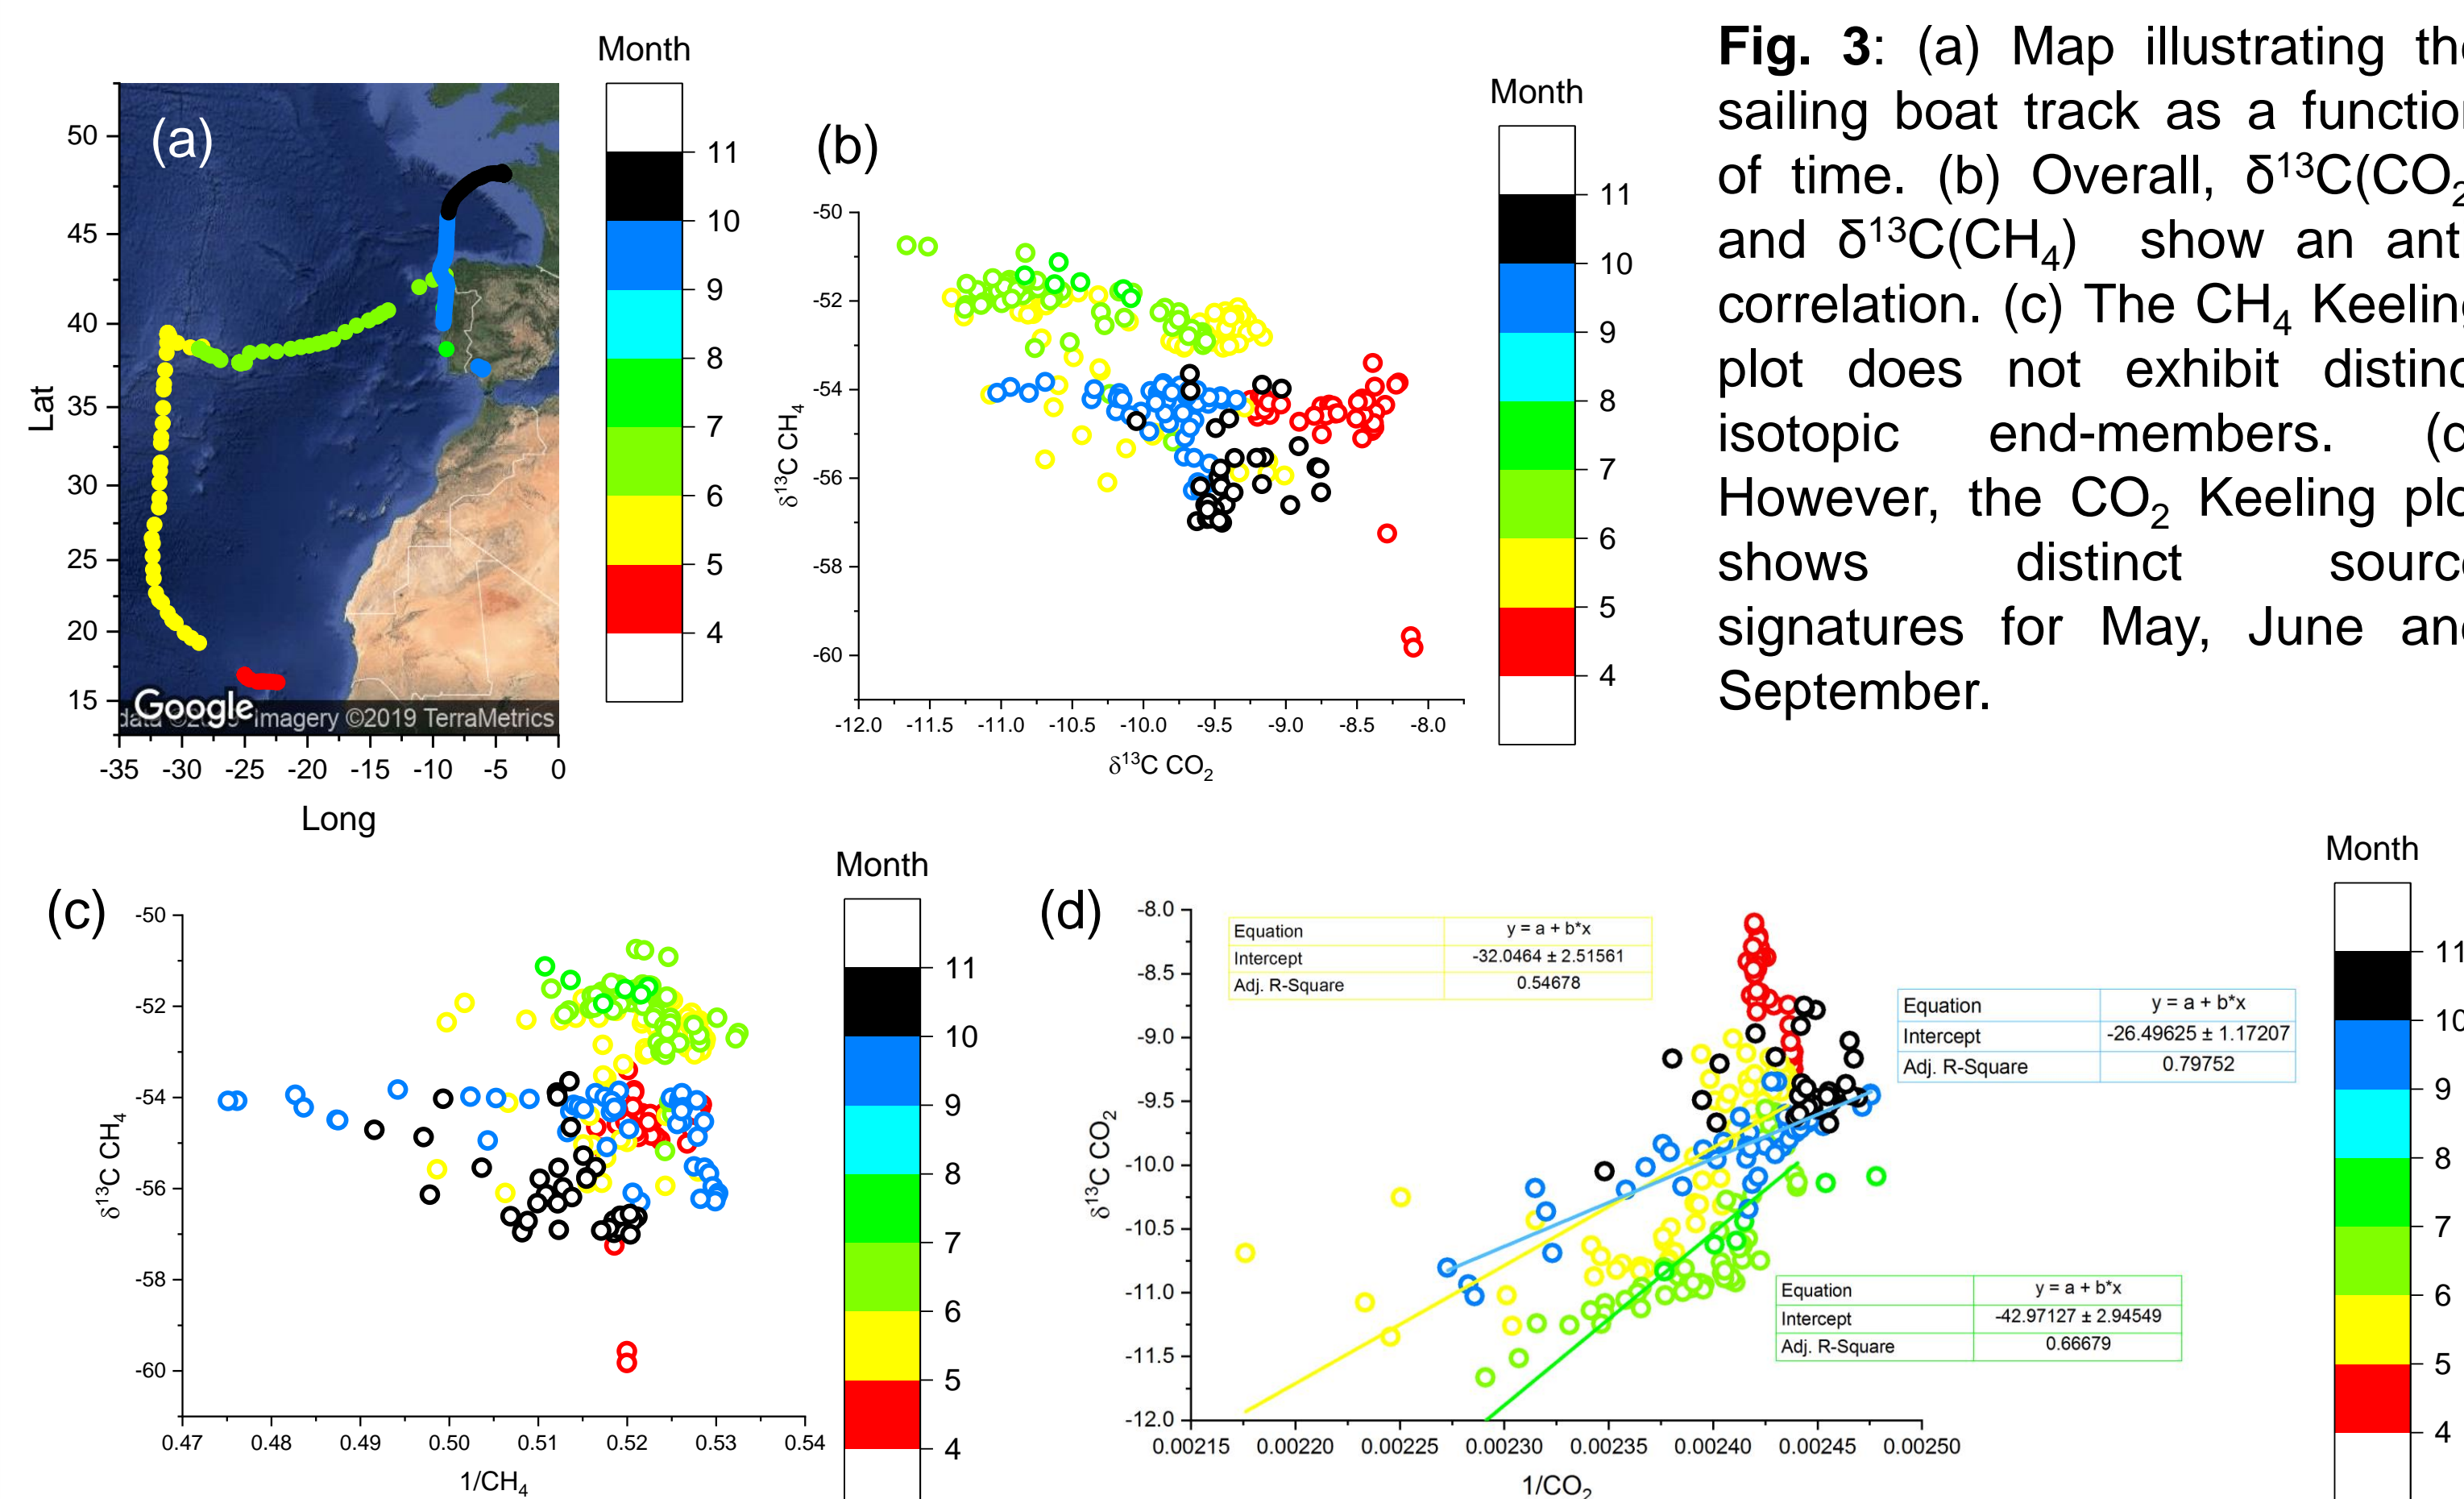 Month
(a)
50
45
40
35
30
25
20
15
Lat
-35 -30 -25 -20 -15 -10 -5 0
Long
Google
Imagery ©2019 TerraMetrics
11
10
9
8
7
6
5
4
(b)
Month
-50
-52
-54
-56
-58
-60
δ13C CH4
-12.0 -11.5 -11.0 -10.5 -10.0 -9.5 -9.0 -8.5 -8.0
δ13C CO2
11
10
9
8
7
6
5
4
Fig. 3: (a) Map illustrating the
sailing boat track as a function
of time. (b) Overall, δ13C(CO2
and δ13C(CH4) show an ant
correlation. (c) The CH4 Keeling
plot does not exhibit distinc
isotopic end-members. (d
However, the CO2 Keeling plo
shows distinct source
signatures for May, June and
September.
(c)
Month
-50
-52
-54
-56
-58
-60
δ13C CH4
0.47 0.48 0.49 0.50 0.51 0.52 0.53 0.54
1/CH4
11
10
9
8
7
6
5
4
(d)
Month
-8.0
-8.5
-9.0
-9.5
-10.0
-10.5
-11.0
-11.5
-12.0
δ13C CO2
0.00215 0.00220 0.00225 0.00230 0.00235 0.00240 0.00245 0.00250
1/CO2
Equation y = a + b*x
Intercept -32.0464 ± 2.51561
Adj. R-Square 0.54678
Equation y = a + b*x
Intercept -26.49625 ± 1.17207
Adj. R-Square 0.79752
Equation y = a + b*x
Intercept -42.97127 ± 2.94549
Adj. R-Square 0.66679
11
10
9
8
7
6
5
4